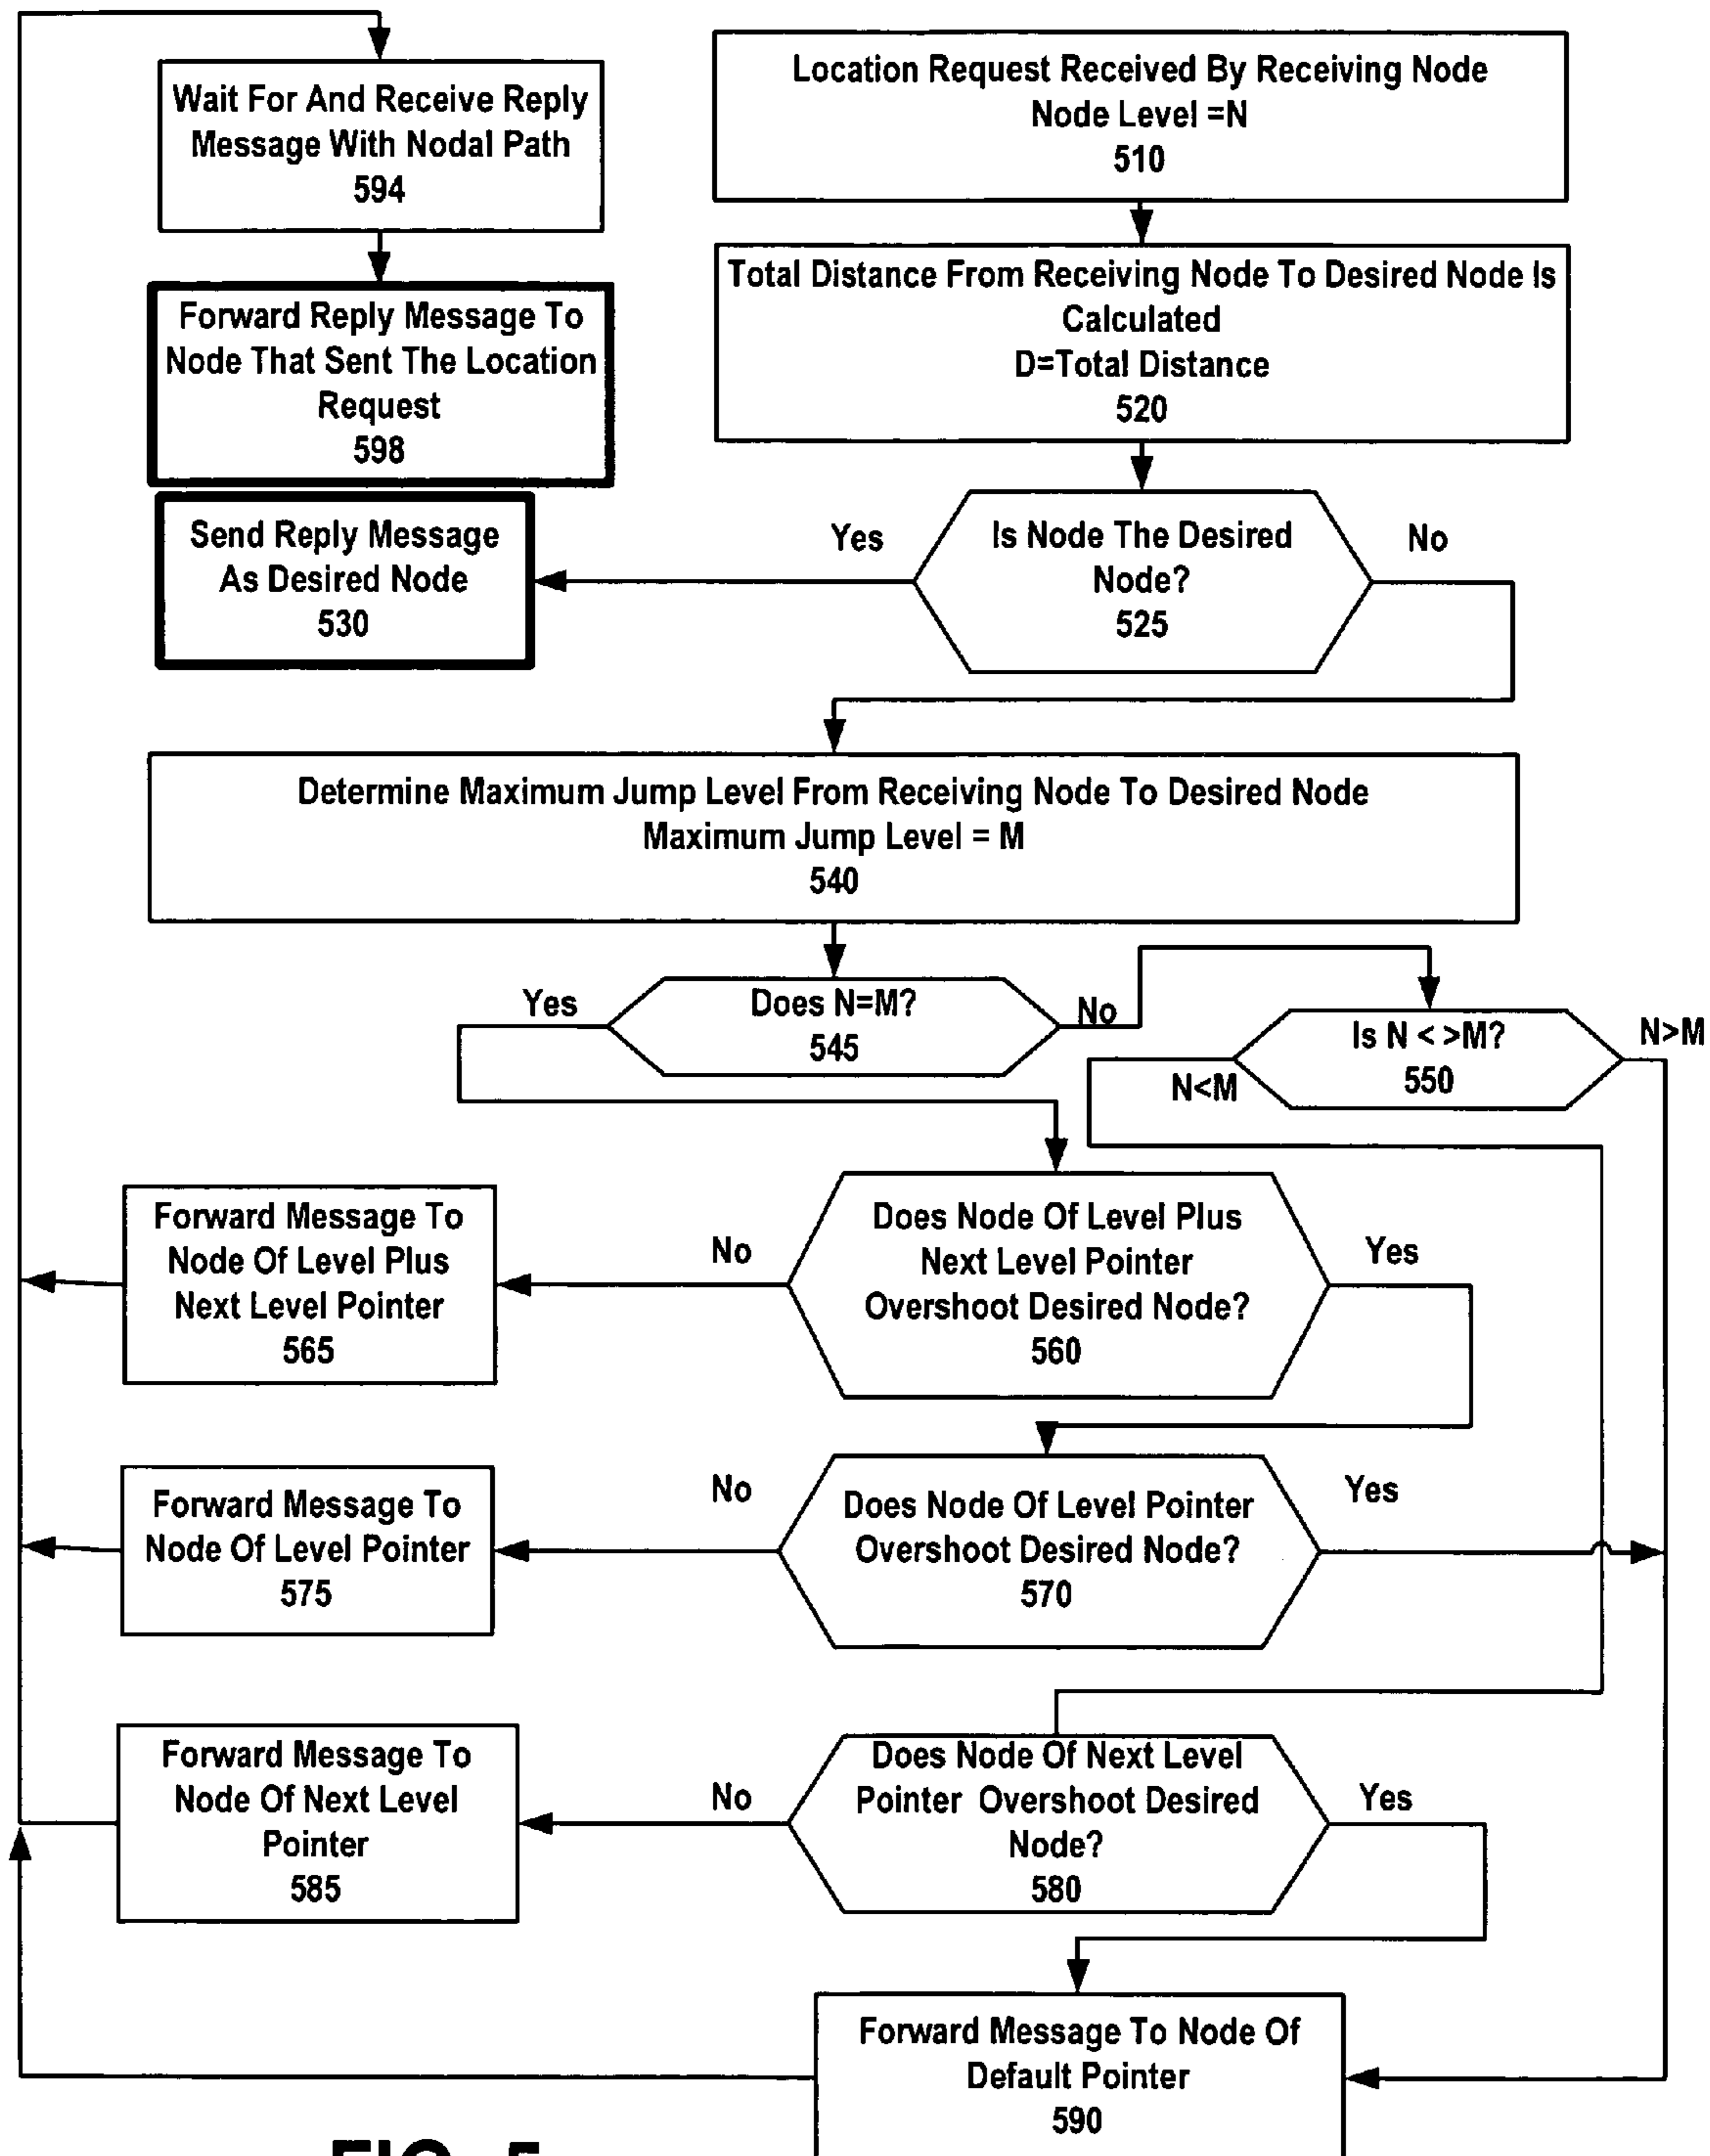 Wait For And Receive Reply
Message With Nodal Path
594
Forward Reply Message To
Node That Sent The Location
Request
598
Location Request Received By Receiving Node
Node Level =N
510
Total Distance From Receiving Node To Desired Node Is
Calculated
D=Total Distance
520
Is Node The Desired
Node?
525
Yes
No
Send Reply Message
As Desired Node
530
Determine Maximum Jump Level From Receiving Node To Desired Node
Maximum Jump Level = M
540
Does N=M?
545
Yes
No
Is N < >M?
550
N>M
N<M
Does Node Of Level Plus
Next Level Pointer
Overshoot Desired Node?
560
No
Yes
Forward Message To
Node Of Level Plus
Next Level Pointer
565
Does Node Of Level Pointer
Overshoot Desired Node?
570
No
Yes
Forward Message To
Node Of Level Pointer
575
Does Node Of Next Level
Pointer Overshoot Desired
Node?
580
No
Yes
Forward Message To
Node Of Next Level
Pointer
585
Forward Message To Node Of
Default Pointer
590
FIG. 5